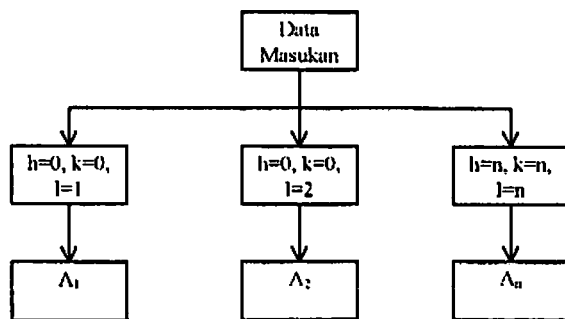 Data
Masukan
h=0, k=0,
l=1
h=0, k=0,
l=2
h=n, k=n,
l=n
A₁
A₂
Aₙ